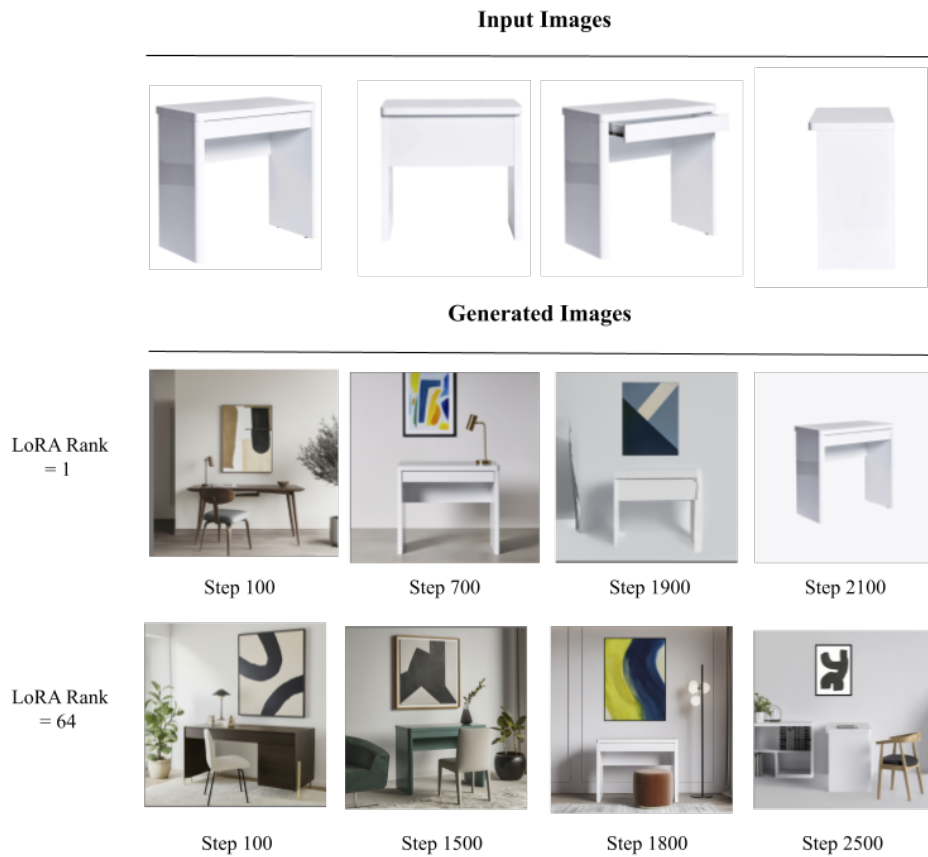 Input Images
Generated Images
LoRA Rank
= 1
Step 100
Step 700
Step 1900
Step 2100
LoRA Rank
= 64
Step 100
Step 1500
Step 1800
Step 2500